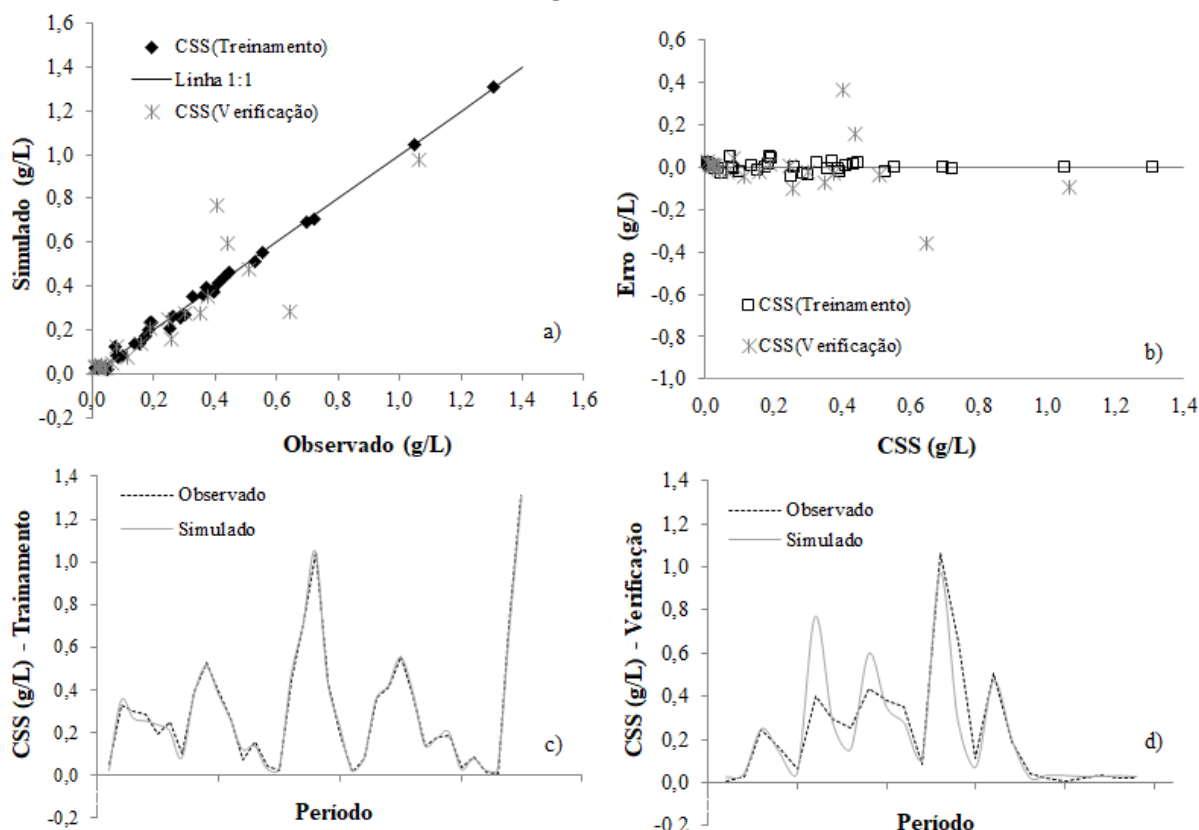 1,6
1,4
1,2
1,0
0,8
0,6
0,4
0,2
0,0
-0,2
Simulado (g/L)
CSS(Treinamento)
Linha 1:1
CSS(Verificação)
a)
0,0 0,2 0,4 0,6 0,8 1,0 1,2 1,4 1,6
Observado (g/L)
0,6
0,4
0,2
0,0
-0,2
-0,4
-0,6
-0,8
-1,0
Erro (g/L)
CSS(Treinamento)
CSS(Verificação)
b)
0,0 0,2 0,4 0,6 0,8 1,0 1,2 1,4
CSS (g/L)
1,4
1,2
1,0
0,8
0,6
0,4
0,2
0,0
-0,2
CSS (g/L) - Trainamento
Observado
Simulado
c)
Período
1,4
1,2
1,0
0,8
0,6
0,4
0,2
0,0
-0,2
CSS (g/L) - Verificação
Observado
Simulado
d)
Período